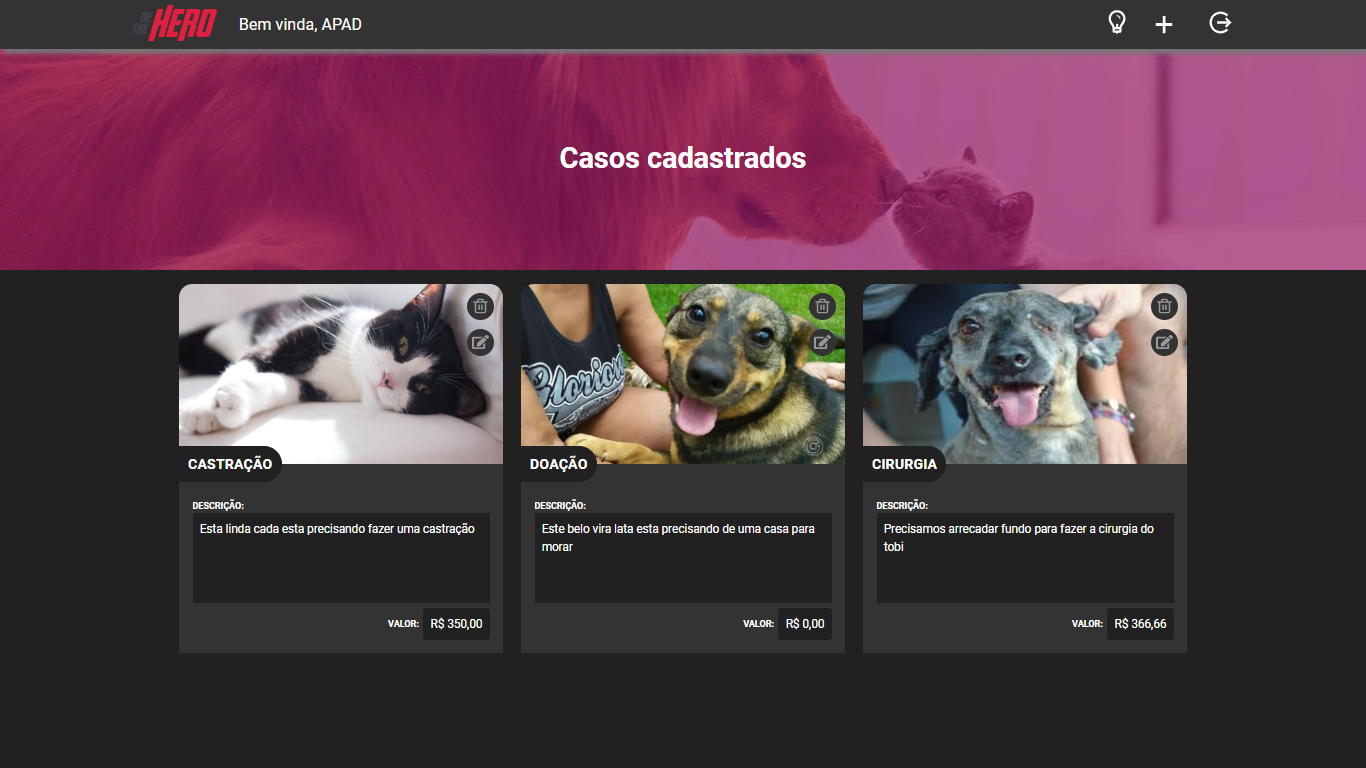 BE THE HERO
Bem vinda, APAD
Casos cadastrados
Glorious
CASTRAÇÃO
DOAÇÃO
CIRURGIA
DESCRIÇÃO:
Esta linda cada esta precisando fazer uma castração
VALOR: R$ 350,00
DESCRIÇÃO:
Este belo vira lata esta precisando de uma casa para
morar
VALOR: R$ 0,00
DESCRIÇÃO:
Precisamos arrecadar fundo para fazer a cirurgia do
tobi
VALOR: R$ 366,66